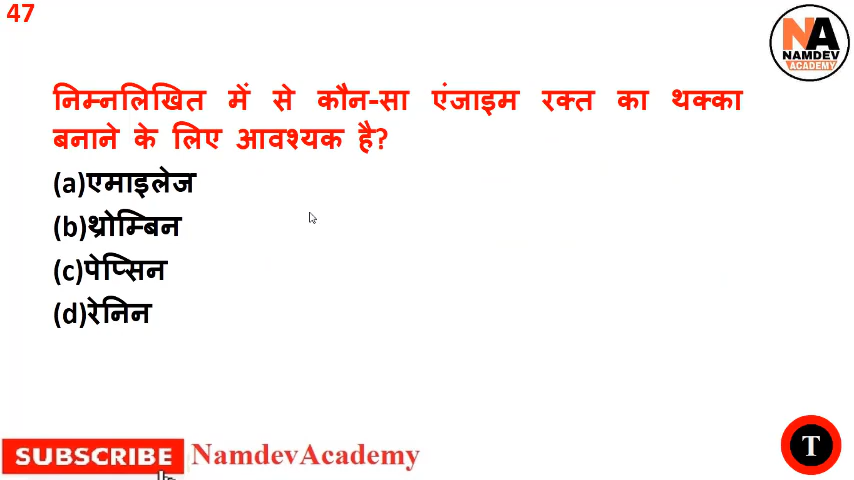 47
NA
NAMDEV
ACADEMY
निम्नलिखित में से कौन-सा एंजाइम रक्त का थक्का
बनाने के लिए आवश्यक है?
(a)एमाइलेज
(b)थ्रोम्बिन
(c)पेप्सिन
(d)रेनिन
SUBSCRIBE NamdevAcademy
T